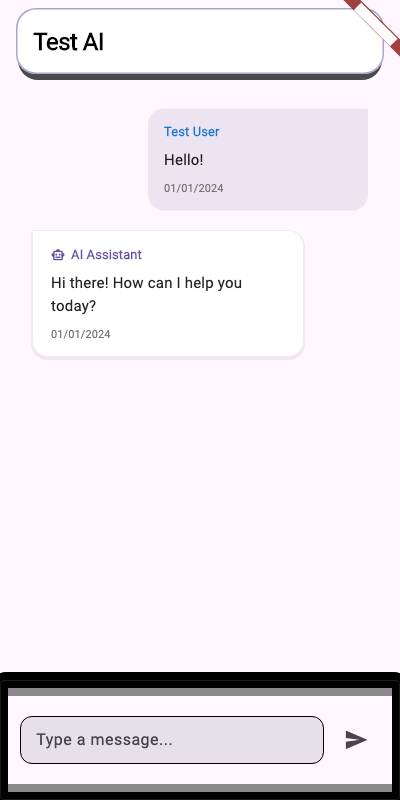 Test AI
Test User
Hello!
01/01/2024
AI Assistant
Hi there! How can I help you
today?
01/01/2024
Type a message...